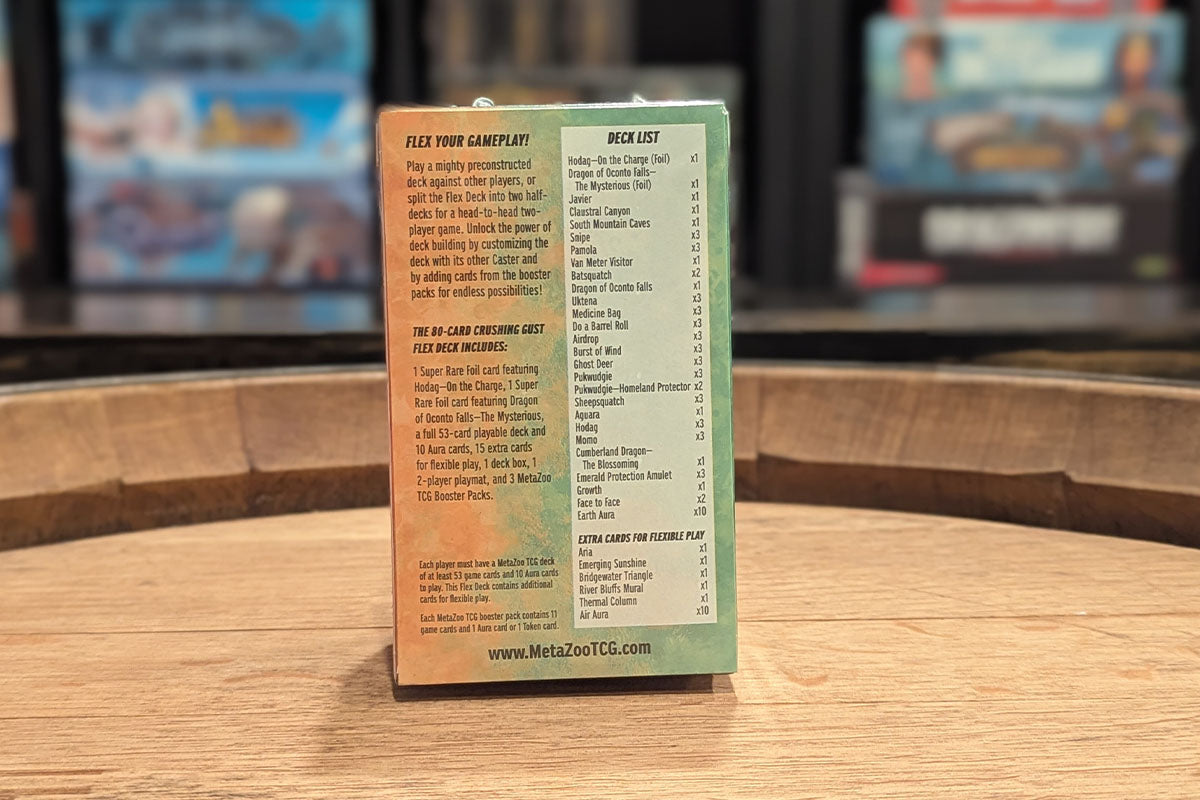 FLEX YOUR GAMEPLAY!
Play a mighty preconstructed
deck against other players, or
split the Flex Deck into two half-
decks for a head-to-head two-
player game. Unlock the power of
deck building by customizing the
deck with its other Caster and
by adding cards from the booster
packs for endless possibilities!
THE 80-CARD CRUSHING GUST
FLEX DECK INCLUDES:
1 Super Rare Foil card featuring
Hodag—On the Charge, 1 Super
Rare Foil card featuring Dragon
of Oconto Falls—The Mysterious,
a full 53-card playable deck and
10 Aura cards, 15 extra cards
for flexible play, 1 deck box, 1
2-player playmat, and 3 MetaZoo
TCG Booster Packs.
Each player must have a MetaZoo TCG deck
of at least 53 game cards and 10 Aura cards
to play. This Flex Deck contains additional
cards for flexible play.
Each MetaZoo TCG booster pack contains 11
game cards and 1 Aura card or 1 Token card.
DECK LIST
Hodag—On the Charge (Foil) x1
Dragon of Oconto Falls—
The Mysterious (Foil) x1
Javier x1
Claustral Canyon x1
South Mountain Caves x1
Snipe x3
Pamola x3
Van Meter Visitor x1
Batsquatch x2
Dragon of Oconto Falls x1
Uktena x3
Medicine Bag x3
Do a Barrel Roll x3
Airdrop x3
Burst of Wind x3
Ghost Deer x3
Pukwudgie x3
Pukwudgie—Homeland Protector x2
Sheepsquatch x3
Aquara x1
Hodag x3
Momo x3
Cumberland Dragon—
The Blossoming x1
Emerald Protection Amulet x3
Growth x1
Face to Face x2
Earth Aura x10
EXTRA CARDS FOR FLEXIBLE PLAY
Aria x1
Emerging Sunshine x1
Bridgewater Triangle x1
River Bluffs Mural x1
Thermal Column x1
Air Aura x10
www.MetaZooTCG.com